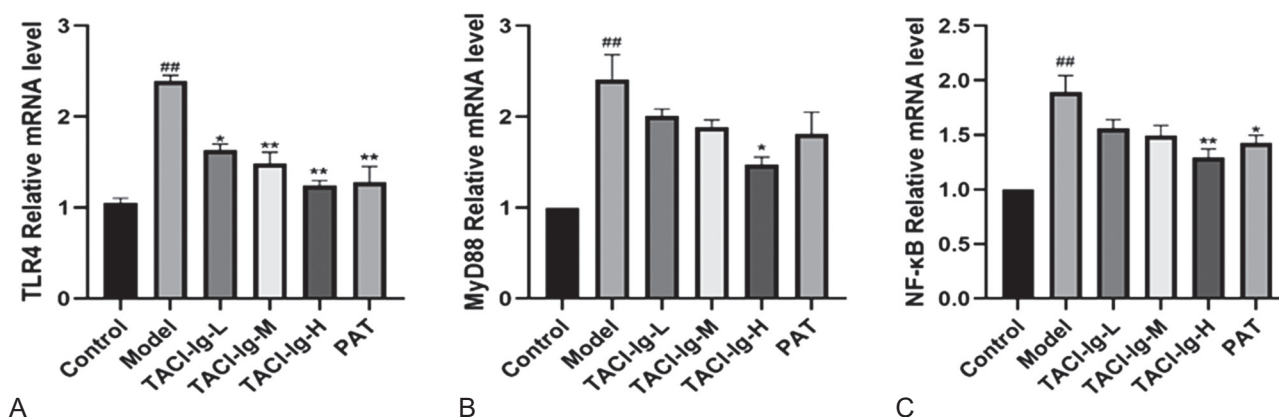 TLR4 Relative mRNA level
3
2
1
0
##
*
**
**
**
Control
Model
TACI-Ig-L
TACI-Ig-M
TACI-Ig-H
PAT
A
MyD88 Relative mRNA level
3
2
1
0
##
*
Control
Model
TACI-Ig-L
TACI-Ig-M
TACI-Ig-H
PAT
B
NF-κB Relative mRNA level
2.5
2.0
1.5
1.0
0.5
0.0
##
**
*
Control
Model
TACI-Ig-L
TACI-Ig-M
TACI-Ig-H
PAT
C